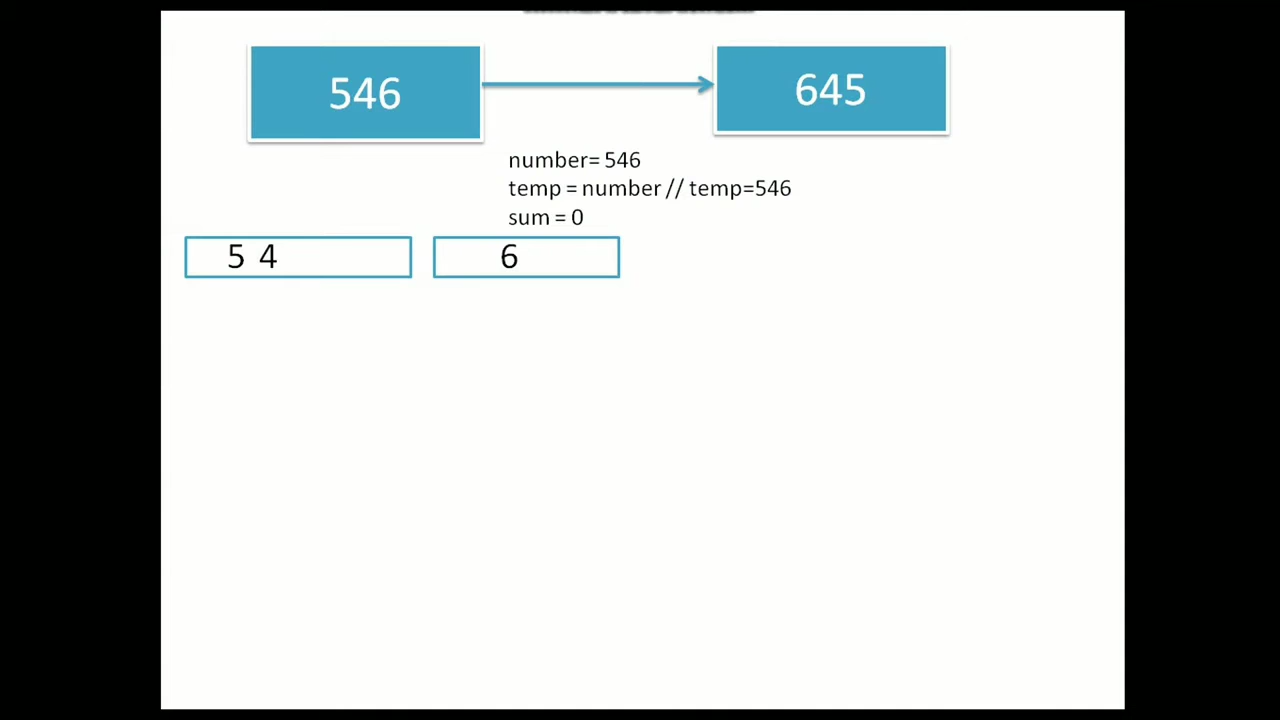 546
645
number= 546
temp = number // temp=546
sum = 0
5 4
6